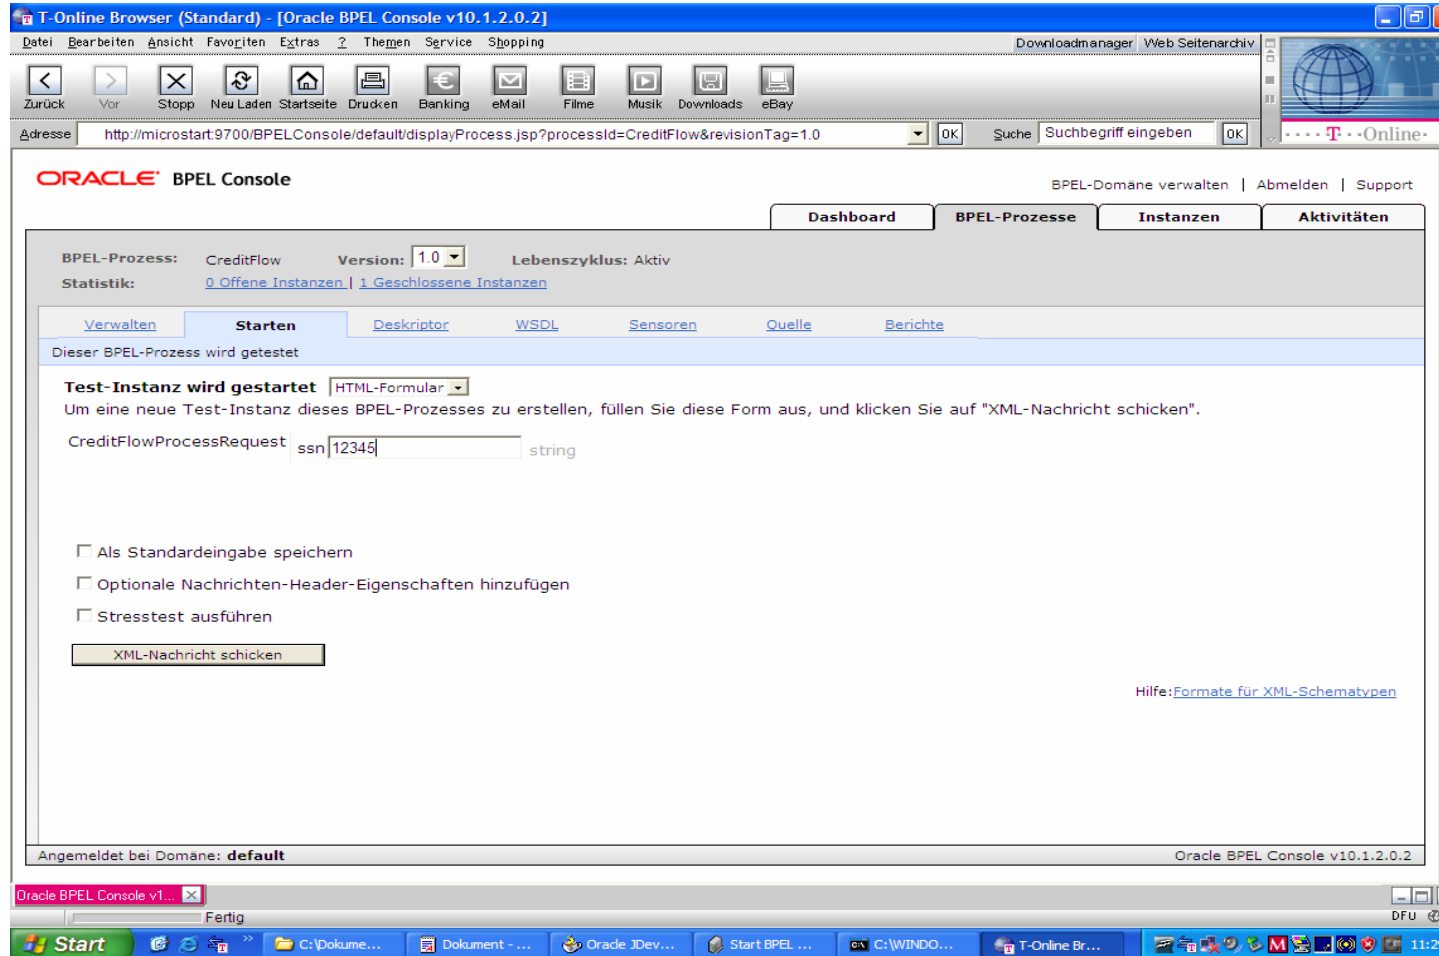 T-Online Browser (Standard) - [Oracle BPEL Console v10.1.2.0.2]
Datei Bearbeiten Ansicht Favoriten Extras ? Themen Service Shopping Downloadmanager Web Seitenarchiv
Zurück Vor Stopp Neu Laden Startseite Drucken Banking eMail Filme Musik Downloads eBay
Adresse http://microstart:9700/BPELConsole/default/displayProcess.jsp?processId=CreditFlow&revisionTag=1.0 OK Suche Suchbegriff eingeben OK T Online
ORACLE BPEL Console
BPEL-Domäne verwalten | Abmelden | Support
Dashboard BPEL-Prozesse Instanzen Aktivitäten
BPEL-Prozess: CreditFlow Version: 1.0 Lebenszyklus: Aktiv
Statistik: 0 Offene Instanzen | 1 Geschlossene Instanzen
Verwalten Starten Deskriptor WSDL Sensoren Quelle Berichte
Dieser BPEL-Prozess wird getestet
Test-Instanz wird gestartet HTML-Formular
Um eine neue Test-Instanz dieses BPEL-Prozesses zu erstellen, füllen Sie diese Form aus, und klicken Sie auf "XML-Nachricht schicken".
CreditFlowProcessRequest ssn 12345 string
Als Standardeingabe speichern
Optionale Nachrichten-Header-Eigenschaften hinzufügen
Stresstest ausführen
XML-Nachricht schicken
Hilfe:Formate für XML-Schematypen
Angemeldet bei Domäne: default Oracle BPEL Console v10.1.2.0.2
Oracle BPEL Console v1...
Fertig DFÜ
Start C:\Dokume... Dokument - ... Oracle JDev... Start BPEL ... C:\WINDO... T-Online Br...